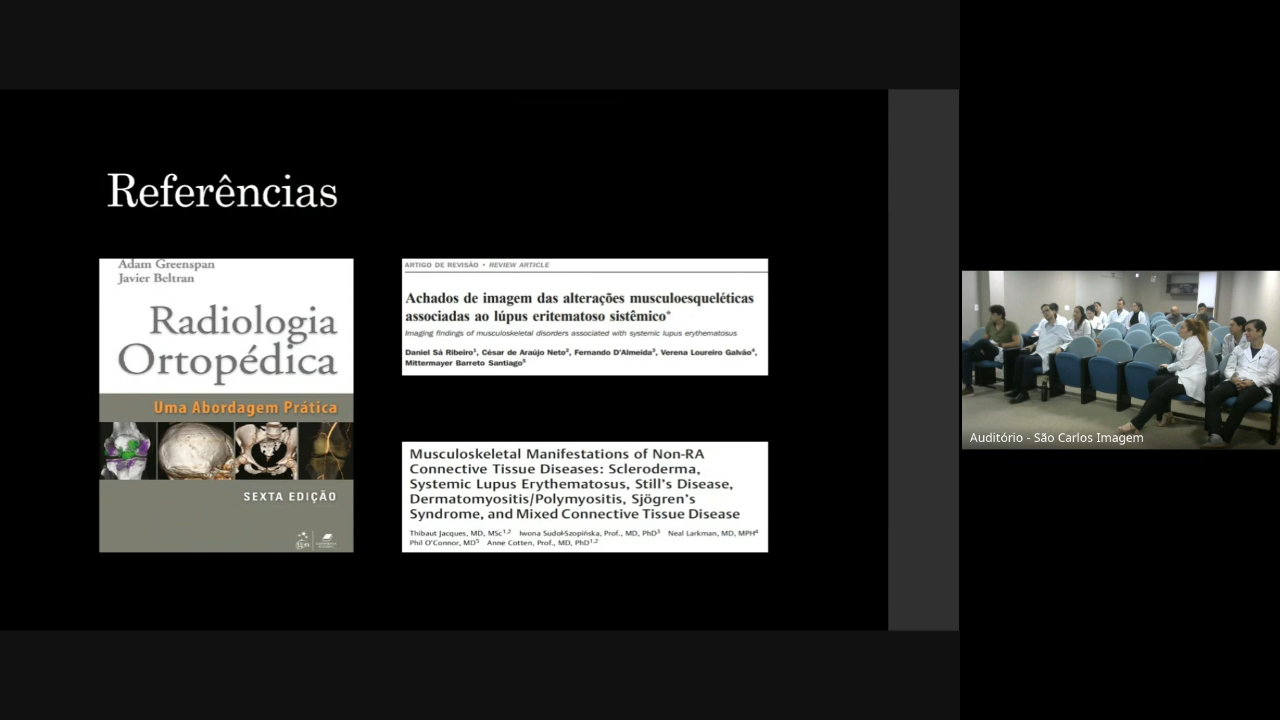 Referências
Adam Greenspan
Javier Beltran
Radiologia
Ortopédica
Uma Abordagem Prática
SEXTA EDIÇÃO
ARTIGO DE REVISÃO • REVIEW ARTICLE
Achados de imagem das alterações musculoesqueléticas
associadas ao lúpus eritematoso sistêmico*
Imaging findings of musculoskeletal disorders associated with systemic lupus erythematosus
Daniel Sá Ribeiro¹, César de Araújo Neto², Fernando D'Almeida³, Verena Loureiro Galvão⁴,
Mittermayer Barreto Santiago⁵
Musculoskeletal Manifestations of Non-RA
Connective Tissue Diseases: Scleroderma,
Systemic Lupus Erythematosus, Still's Disease,
Dermatomyositis/Polymyositis, Sjögren's
Syndrome, and Mixed Connective Tissue Disease
Thibaut Jacques, MD, MSc1,2 Iwona Sudoł-Szopińska, Prof., MD, PhD3 Neal Larkman, MD, MPH4
Phil O'Connor, MD5 Anne Cotten, Prof., MD, PhD1,2
Auditório - São Carlos Imagem